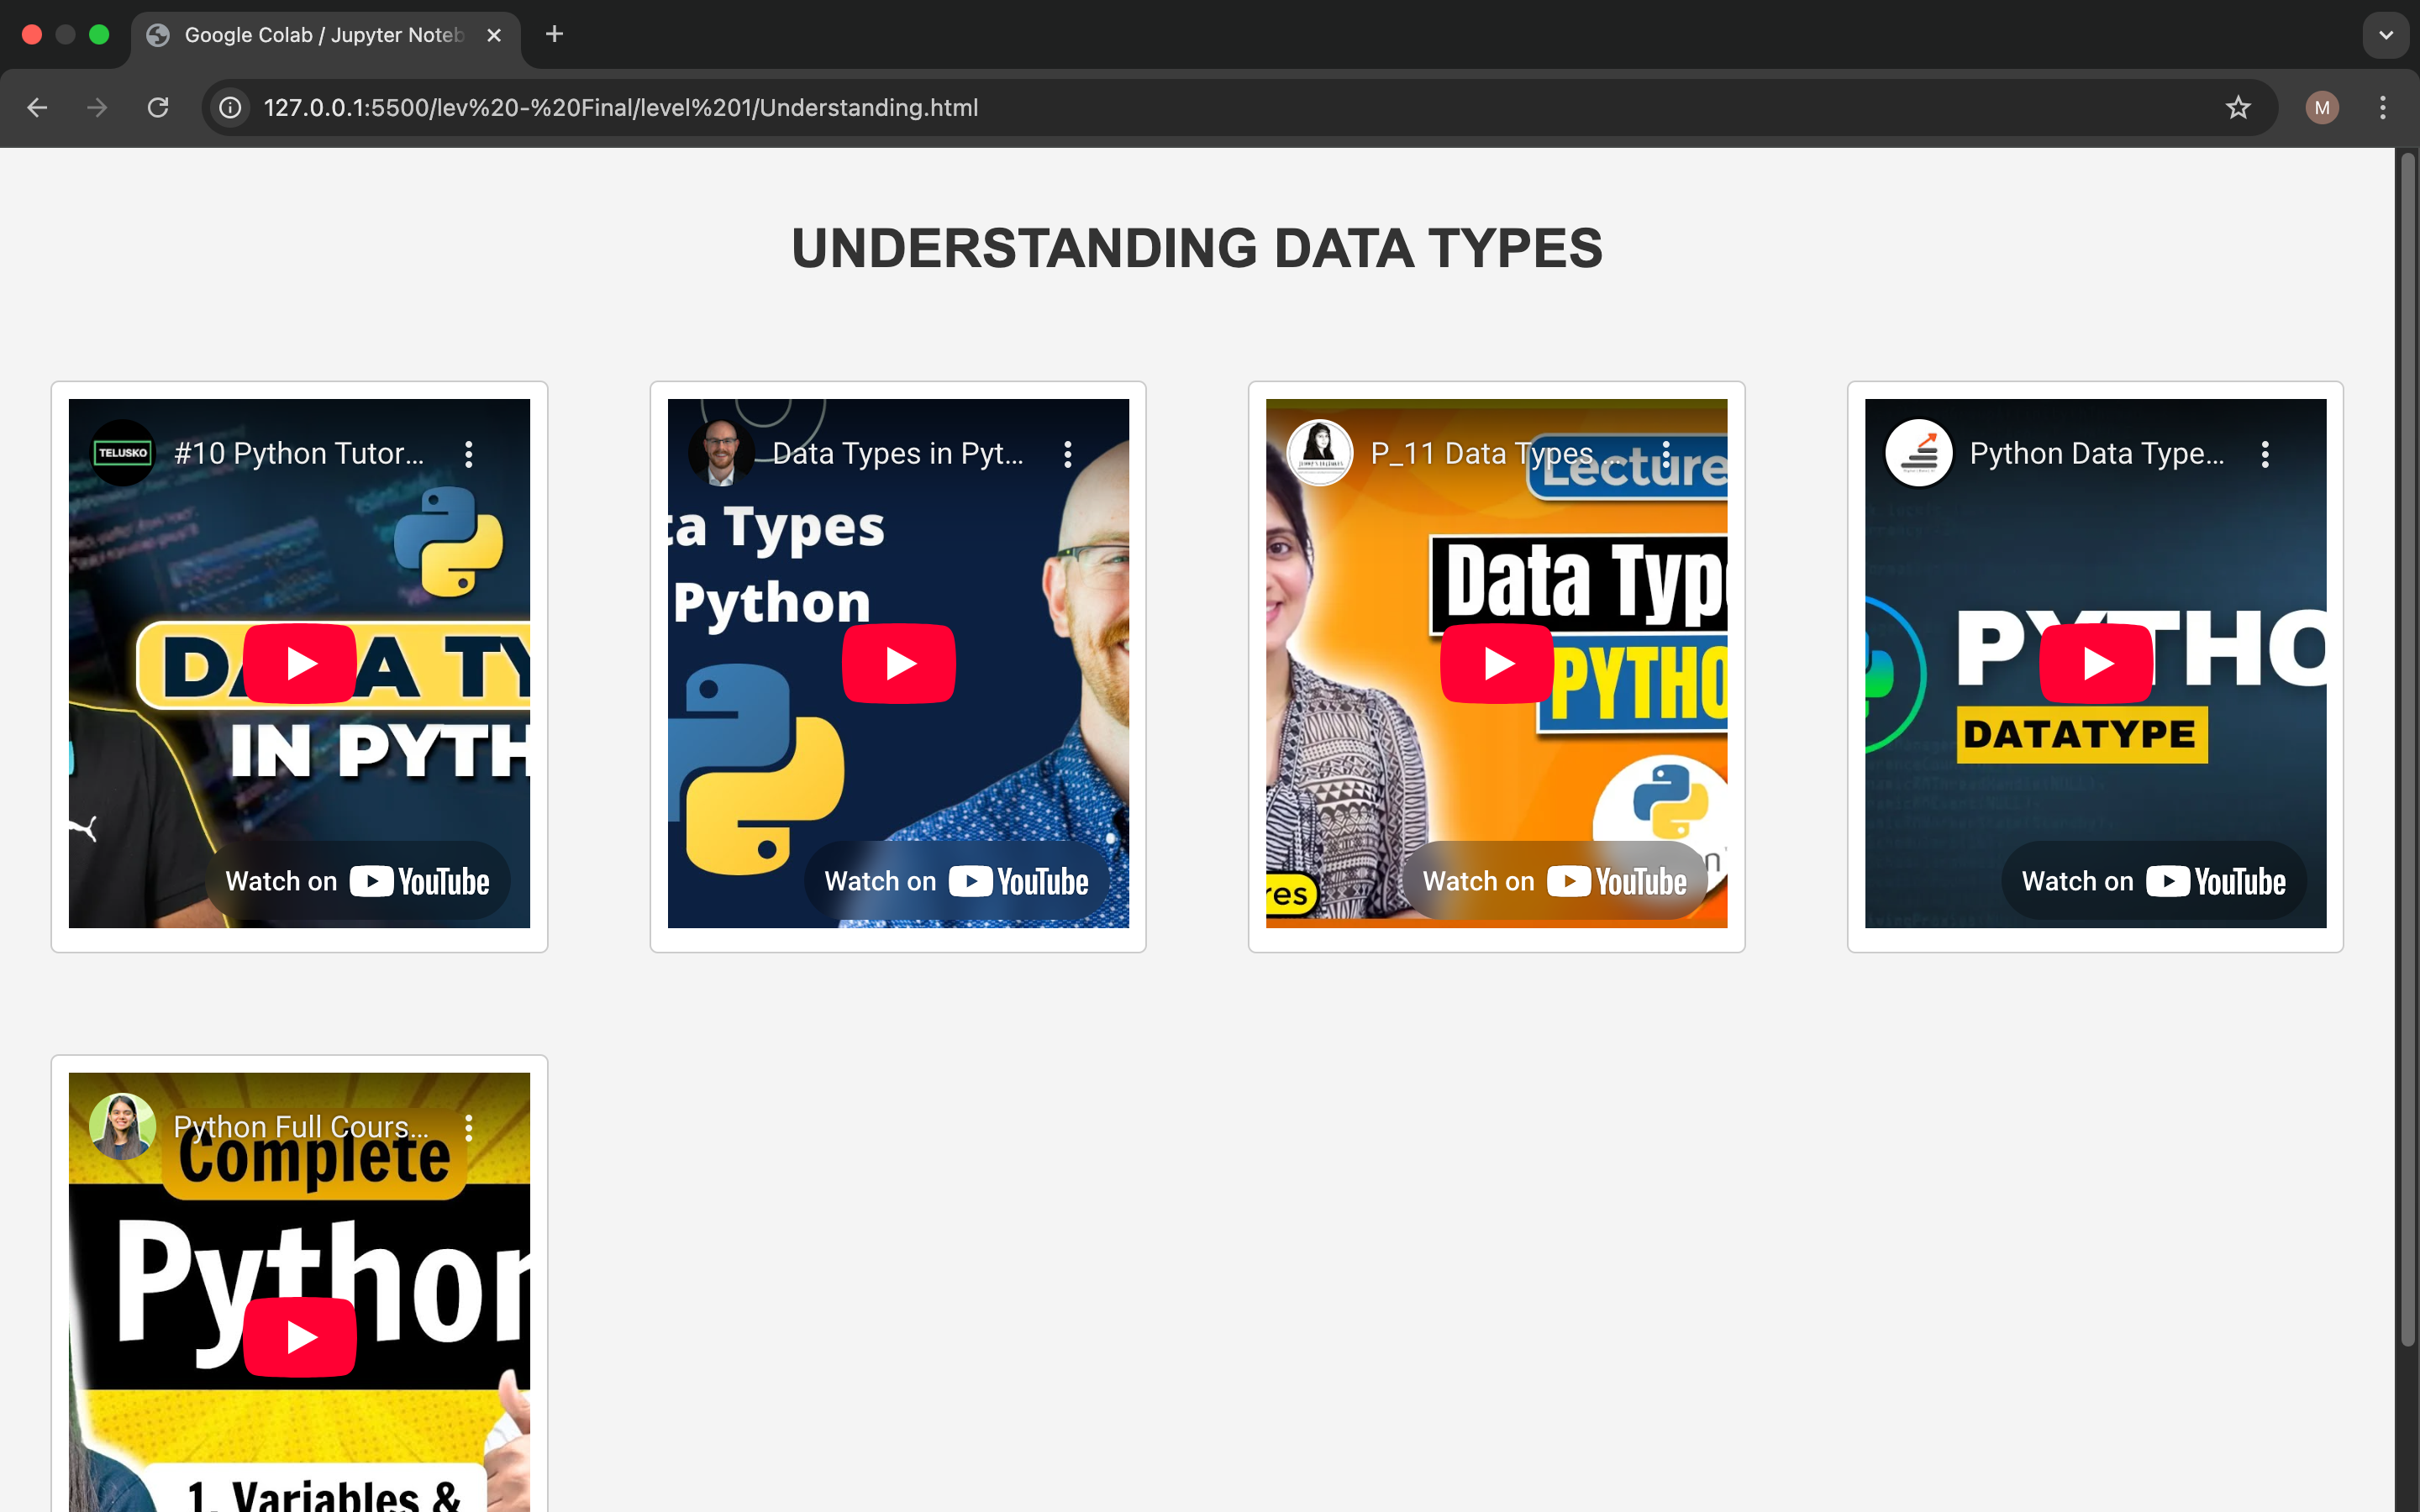 Google Colab / Jupyter Noteb
127.0.0.1:5500/lev%20-%20Final/level%201/Understanding.html
M
UNDERSTANDING DATA TYPES
TELUSKO
#10 Python Tutor...
DATA TY
IN PYTH
Watch on YouTube
Data Types in Pyt...
ta Types
Python
Watch on YouTube
P_11 Data Types ...
Lecture
Data Typ
PYTHO
res
Watch on YouTube
Python Data Type...
PYTHO
DATATYPE
Watch on YouTube
Python Full Cours...
Complete
Python
1. Variables &